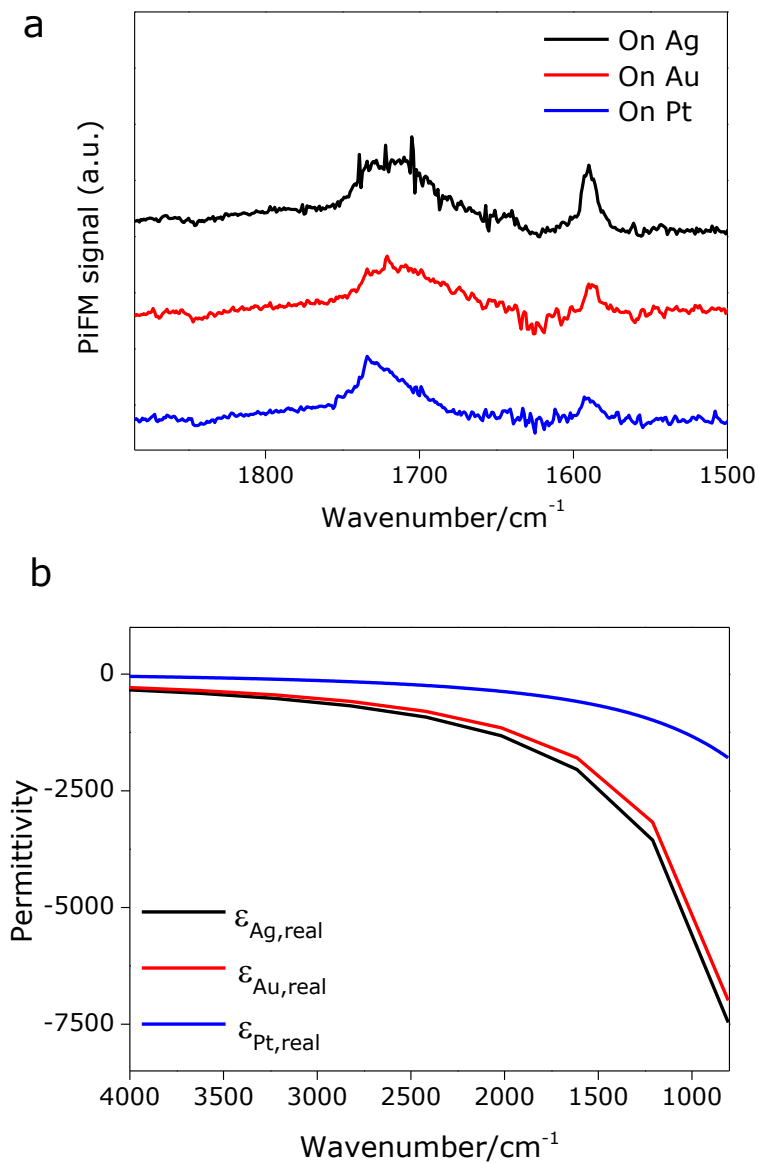 a
On Ag
On Au
On Pt
PiFM signal (a.u.)
1800
1700
1600
1500
Wavenumber/cm⁻¹
b
0
-2500
-5000
-7500
Permittivity
εAg,real
εAu,real
εPt,real
4000
3500
3000
2500
2000
1500
1000
Wavenumber/cm⁻¹